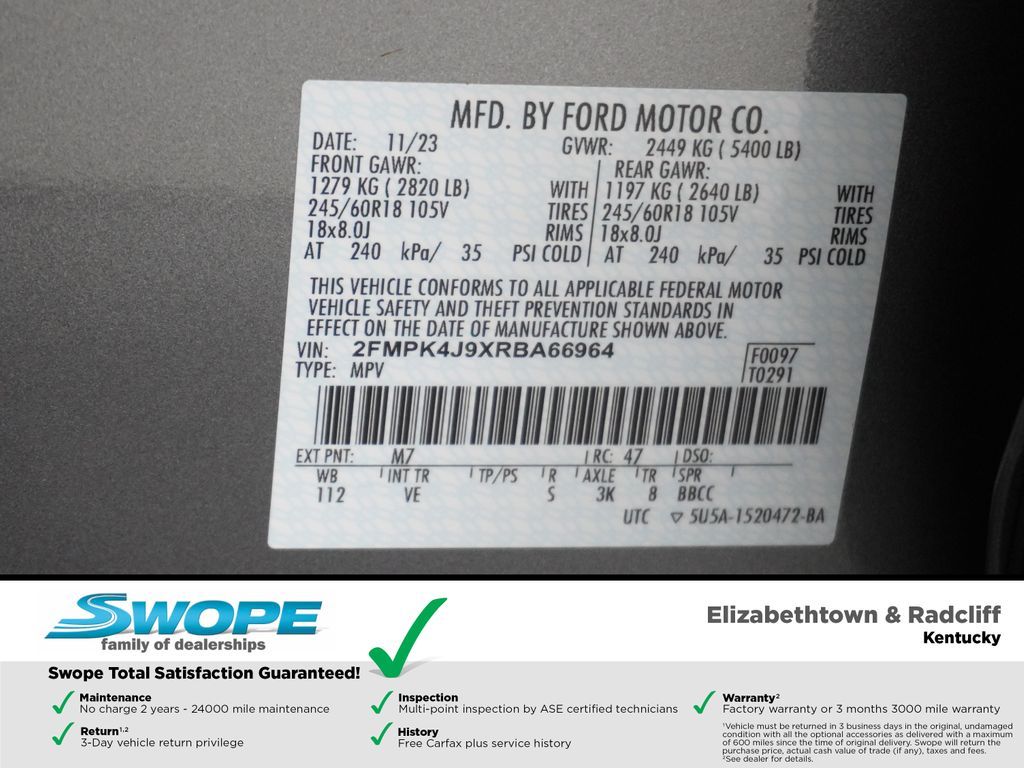 MFD. BY FORD MOTOR CO.
DATE: 11/23 GVWR: 2449 KG ( 5400 LB)
FRONT GAWR: REAR GAWR:
1279 KG ( 2820 LB) WITH 1197 KG ( 2640 LB) WITH
245/60R18 105V TIRES 245/60R18 105V TIRES
18x8.0J RIMS 18x8.0J RIMS
AT 240 kPa/ 35 PSI COLD AT 240 kPa/ 35 PSI COLD
THIS VEHICLE CONFORMS TO ALL APPLICABLE FEDERAL MOTOR
VEHICLE SAFETY AND THEFT PREVENTION STANDARDS IN
EFFECT ON THE DATE OF MANUFACTURE SHOWN ABOVE.
VIN: 2FMPK4J9XRBA66964 F0097
TYPE: MPV T0291
EXT PNT: M7 RC: 47 DSO:
WB INT TR TP/PS R AXLE TR SPR
112 VE S 3K 8 BBCC
UTC ▽ 5U5A-1520472-BA
SWOPE
family of dealerships
Elizabethtown & Radcliff
Kentucky
Swope Total Satisfaction Guaranteed!
Maintenance
No charge 2 years - 24000 mile maintenance
Return¹,²
3-Day vehicle return privilege
Inspection
Multi-point inspection by ASE certified technicians
History
Free Carfax plus service history
Warranty²
Factory warranty or 3 months 3000 mile warranty
¹Vehicle must be returned in 3 business days in the original, undamaged
condition with all the optional accessories as delivered with a maximum
of 600 miles since the time of original delivery. Swope will return the
purchase price, actual cash value of trade (if any), taxes and fees.
²See dealer for details.